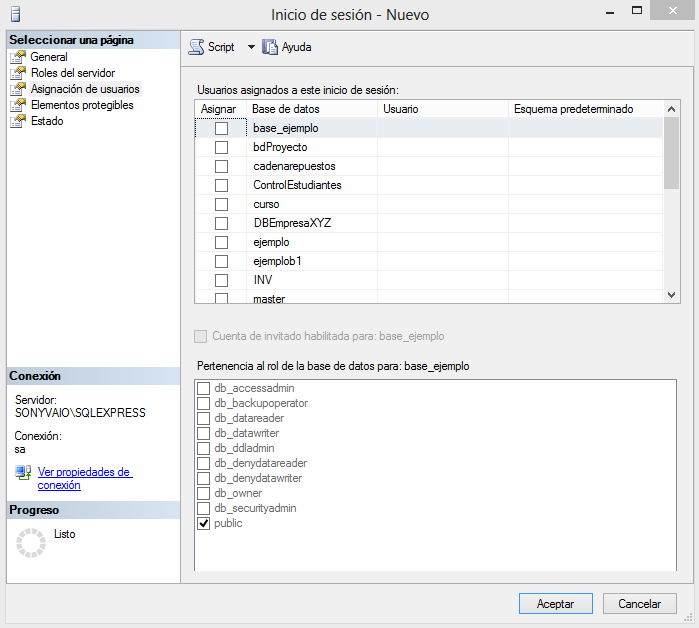 Inicio de sesión - Nuevo
Seleccionar una página
General
Roles del servidor
Asignación de usuarios
Elementos protegibles
Estado
Script
Ayuda
Usuarios asignados a este inicio de sesión:
Asignar Base de datos Usuario Esquema predeterminado
base_ejemplo
bdProyecto
cadenarepuestos
ControlEstudiantes
curso
DBEmpresaXYZ
ejemplo
ejemplob1
INV
master
Cuenta de invitado habilitada para: base_ejemplo
Pertenencia al rol de la base de datos para: base_ejemplo
db_accessadmin
db_backupoperator
db_datareader
db_datawriter
db_ddladmin
db_denydatareader
db_denydatawriter
db_owner
db_securityadmin
public
Conexión
Servidor:
SONYVAIO\SQLEXPRESS
Conexión:
sa
Ver propiedades de
conexión
Progreso
Listo
Aceptar
Cancelar